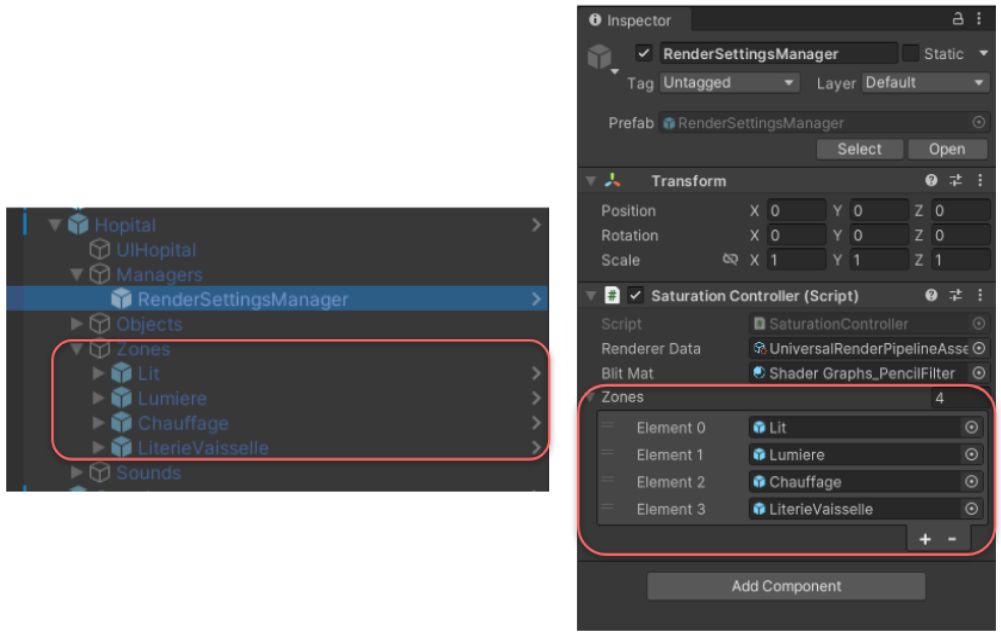 Hopital
UIHopital
Managers
RenderSettingsManager
Objects
Zones
Lit
Lumiere
Chauffage
LiterieVaisselle
Sounds
Inspector
RenderSettingsManager Static
Tag Untagged Layer Default
Prefab RenderSettingsManager
Select Open
Transform
Position X 0 Y 0 Z 0
Rotation X 0 Y 0 Z 0
Scale X 1 Y 1 Z 1
# Saturation Controller (Script)
Script SaturationController
Renderer Data UniversalRenderPipelineAsse
Blit Mat Shader Graphs_PencilFilter
Zones 4
Element 0 Lit
Element 1 Lumiere
Element 2 Chauffage
Element 3 LiterieVaisselle
+ -
Add Component